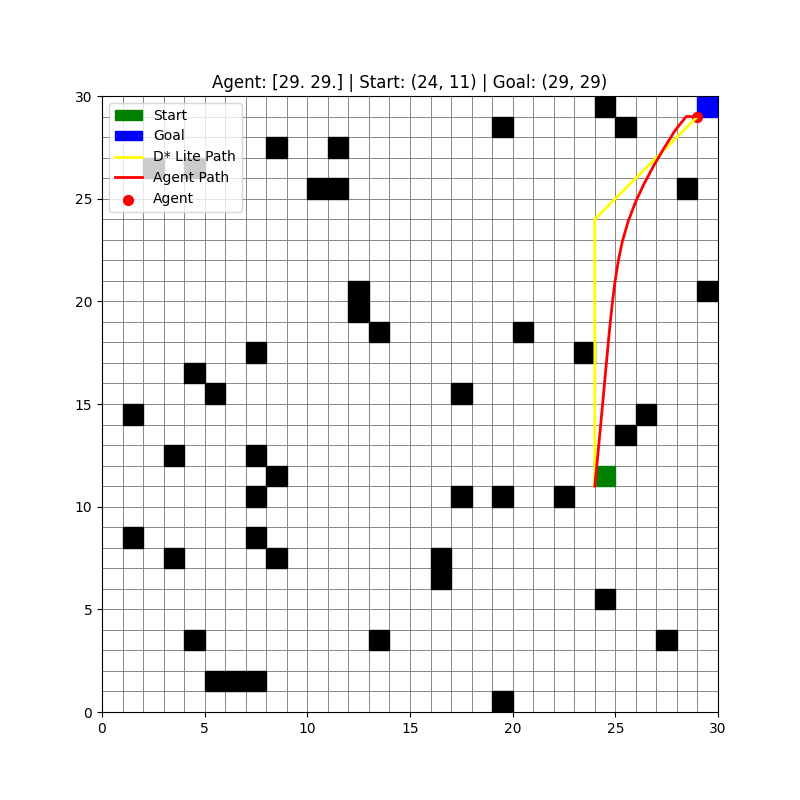 Agent: [29. 29.] | Start: (24, 11) | Goal: (29, 29)
30
Start
Goal
D* Lite Path
Agent Path
Agent
25
20
15
10
5
0
0 5 10 15 20 25 30